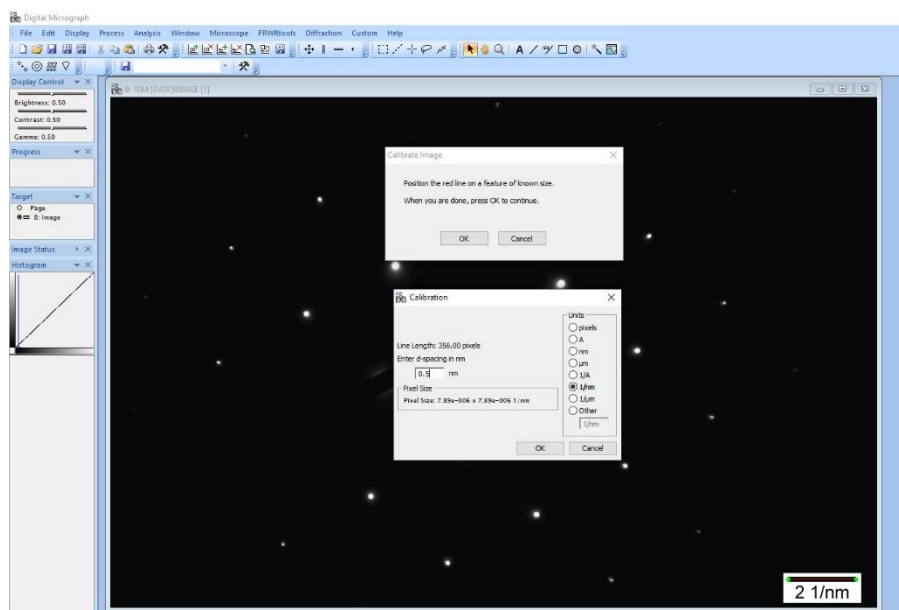 Digital Micrograph
File Edit Display Process Analysis Window Microscope FRWRtools Diffraction Custom Help
Display Control
B: TEM [DATE]8004GE [1]
Brightness: 0.50
Contrast: 0.50
Gamma: 0.50
Progress
Target
Page
B: Image
Image Status
Histogram
Calibrate Image
Position the red line on a feature of known size.
When you are done, press OK to continue.
OK Cancel
Calibration
Line Length: 356.00 pixels
Enter d-spacing in nm
0.5 nm
Pixel Size
Pixel Size: 7.89e-006 x 7.89e-006 1/nm
Units
pixels
A
nm
µm
1/A
1/nm
1/µm
Other
1/nm
OK Cancel
2 1/nm